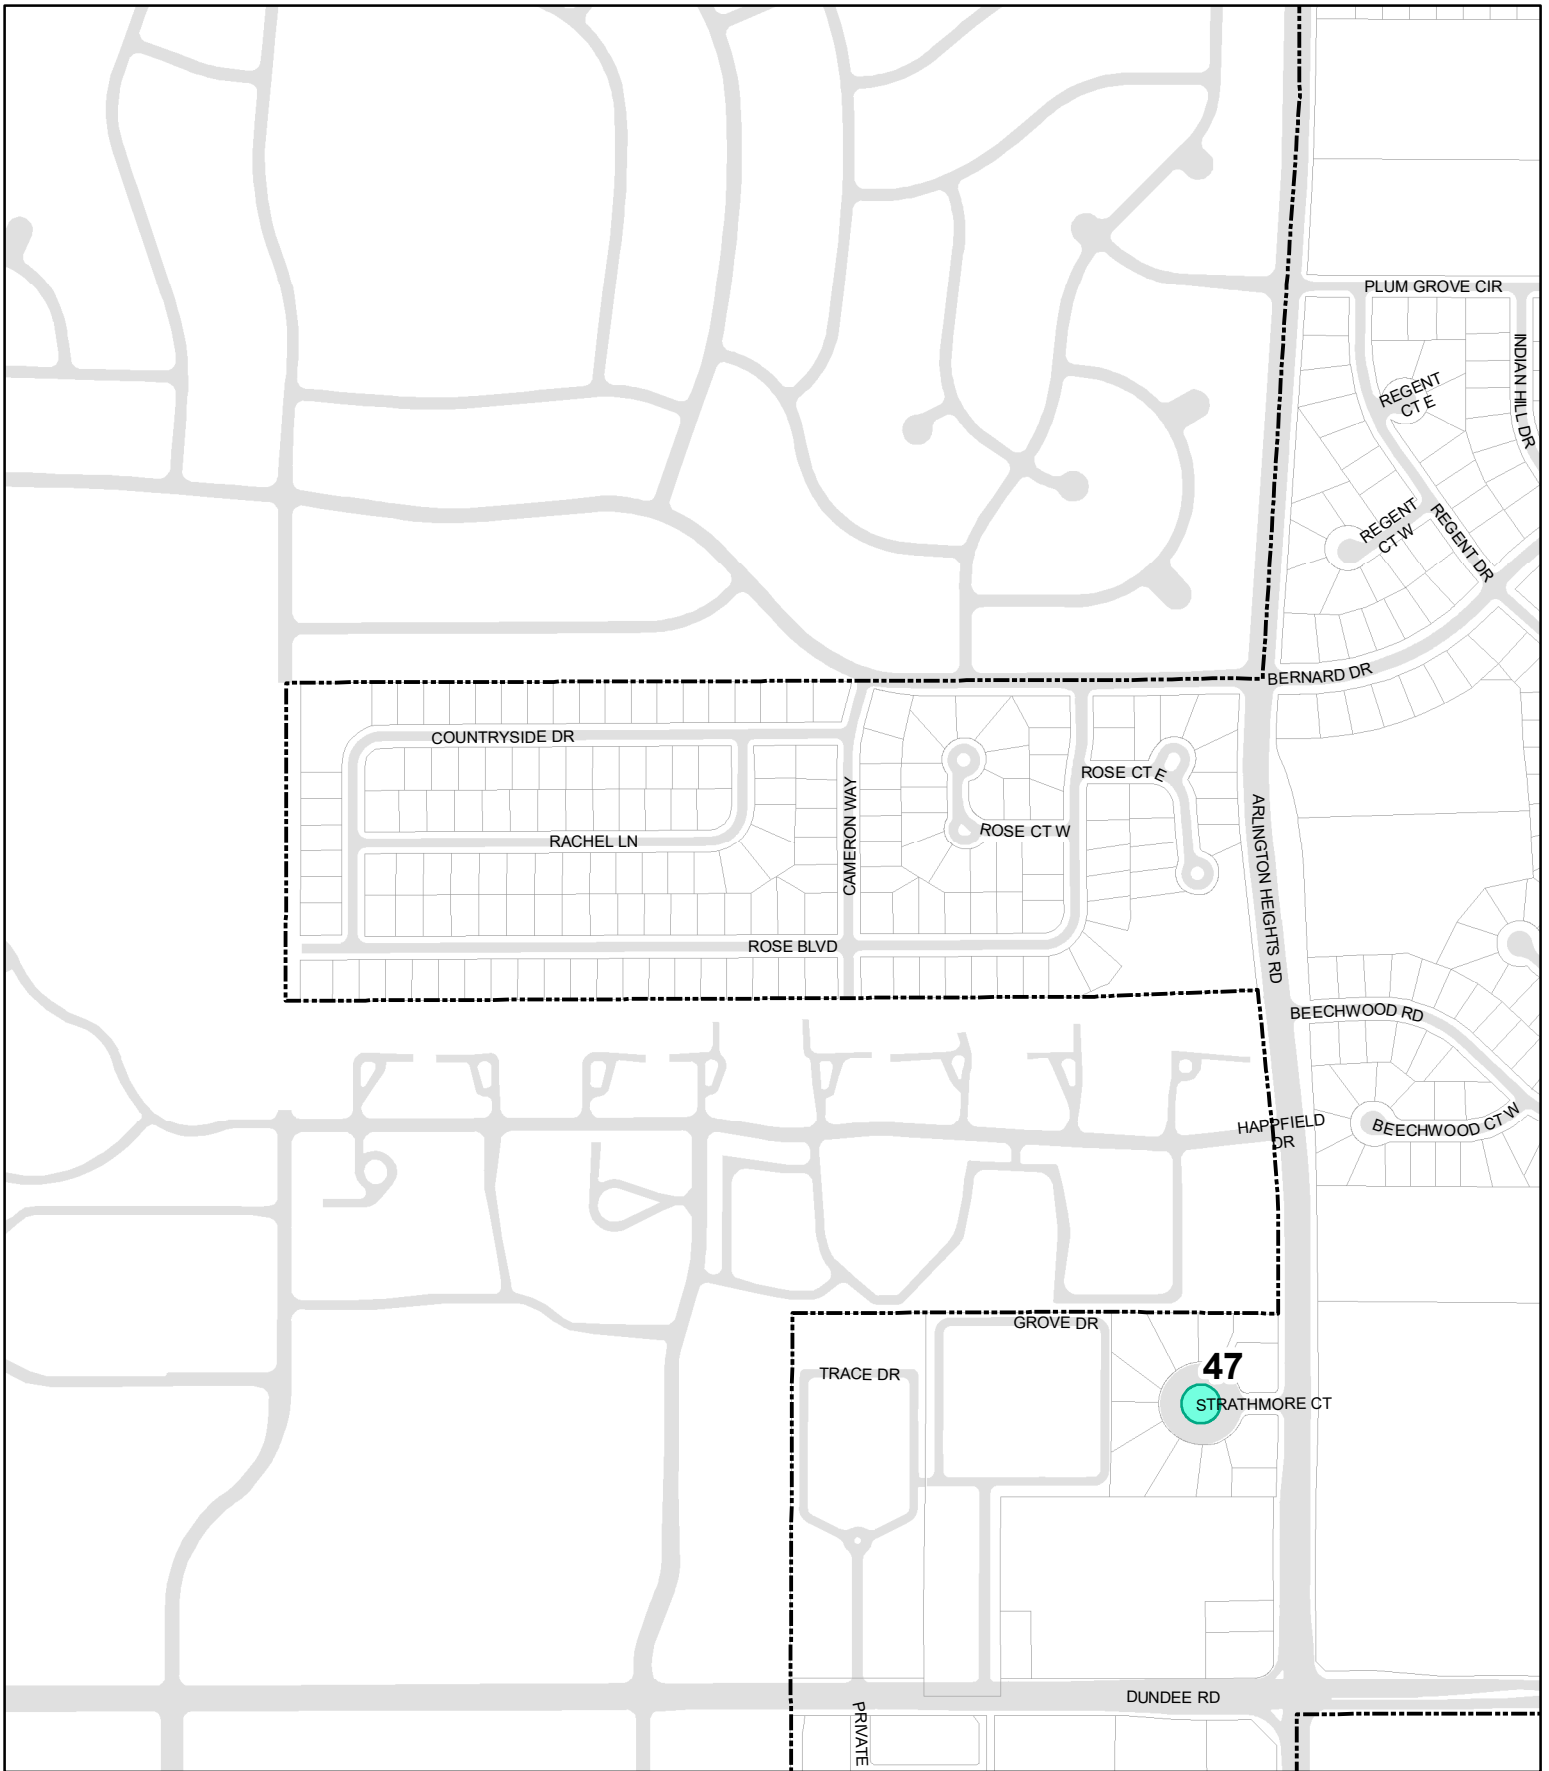 PLUM GROVE CIR
INDIAN HILL DR
REGENT
CT E
REGENT
CT W
REGENT DR
BERNARD DR
COUNTRYSIDE DR
ROSE CT E
CAMERON WAY
ARLINGTON HEIGHTS RD
ROSE CT W
RACHEL LN
ROSE BLVD
BEECHWOOD RD
HAPPFIELD
DR
BEECHWOOD CT W
GROVE DR
47
TRACE DR
STRATHMORE CT
DUNDEE RD
PRIVATE